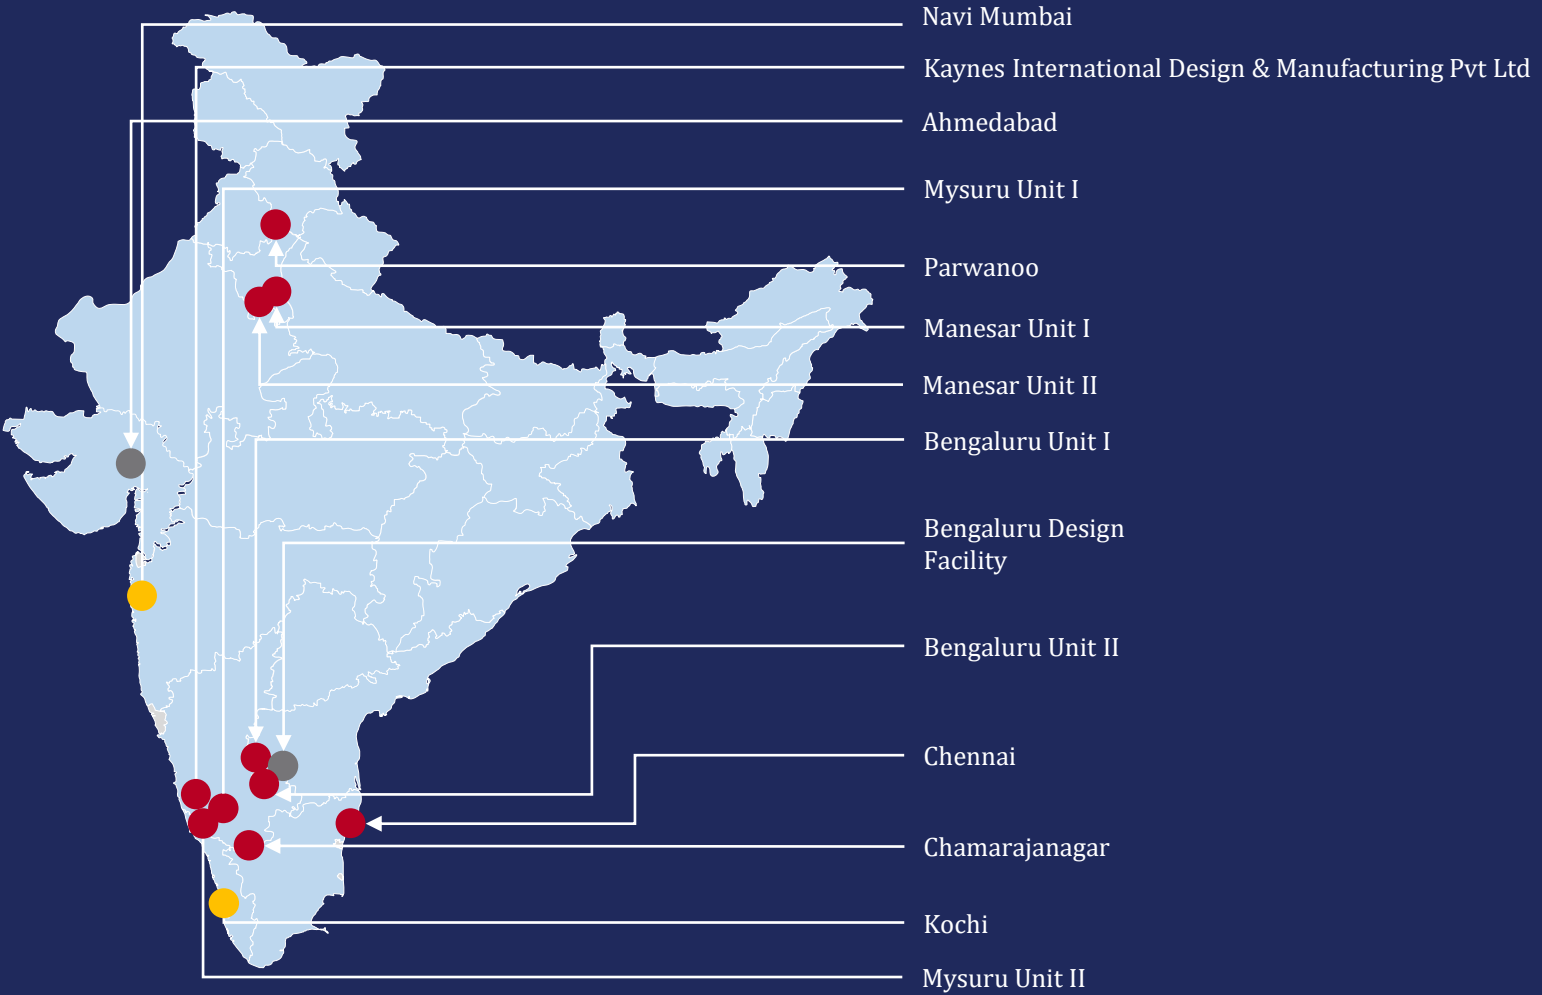 Navi Mumbai
Kaynes International Design & Manufacturing Pvt Ltd
Ahmedabad
Mysuru Unit I
Parwanoo
Manesar Unit I
Manesar Unit II
Bengaluru Unit I
Bengaluru Design
Facility
Bengaluru Unit II
Chennai
Chamarajanagar
Kochi
Mysuru Unit II